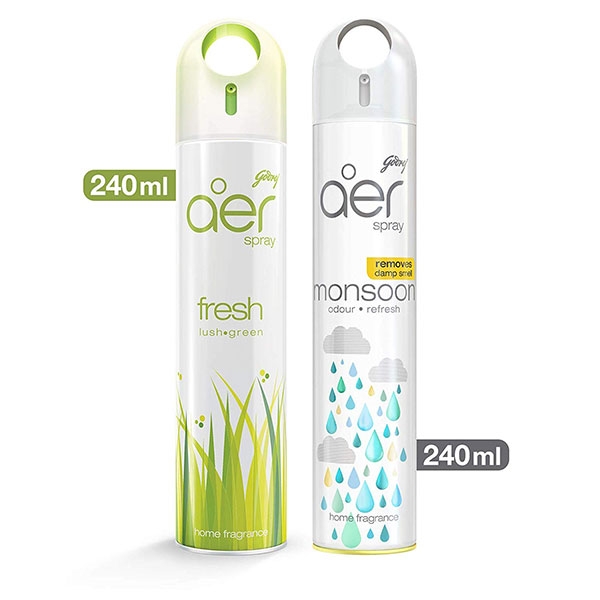 240ml
Godrej
aer
spray
fresh
lush•green
home fragrance
Godrej
aer
spray
removes
damp smell
monsoon
odour • refresh
240ml
home fragrance